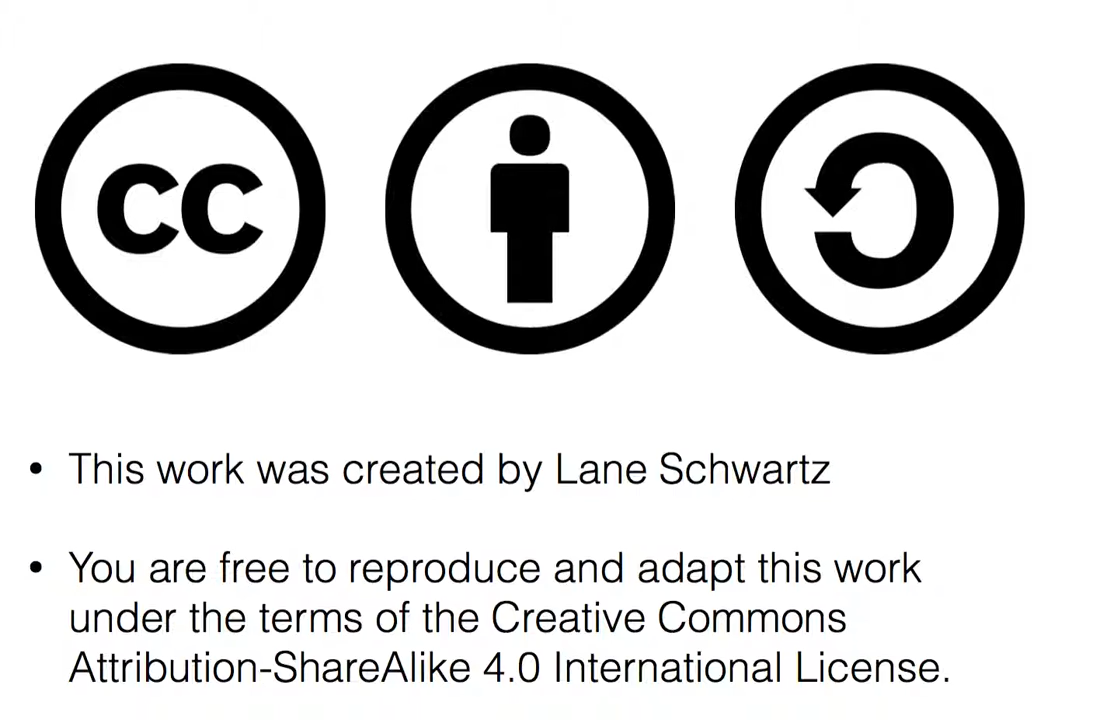 cc
• This work was created by Lane Schwartz
• You are free to reproduce and adapt this work
under the terms of the Creative Commons
Attribution-ShareAlike 4.0 International License.